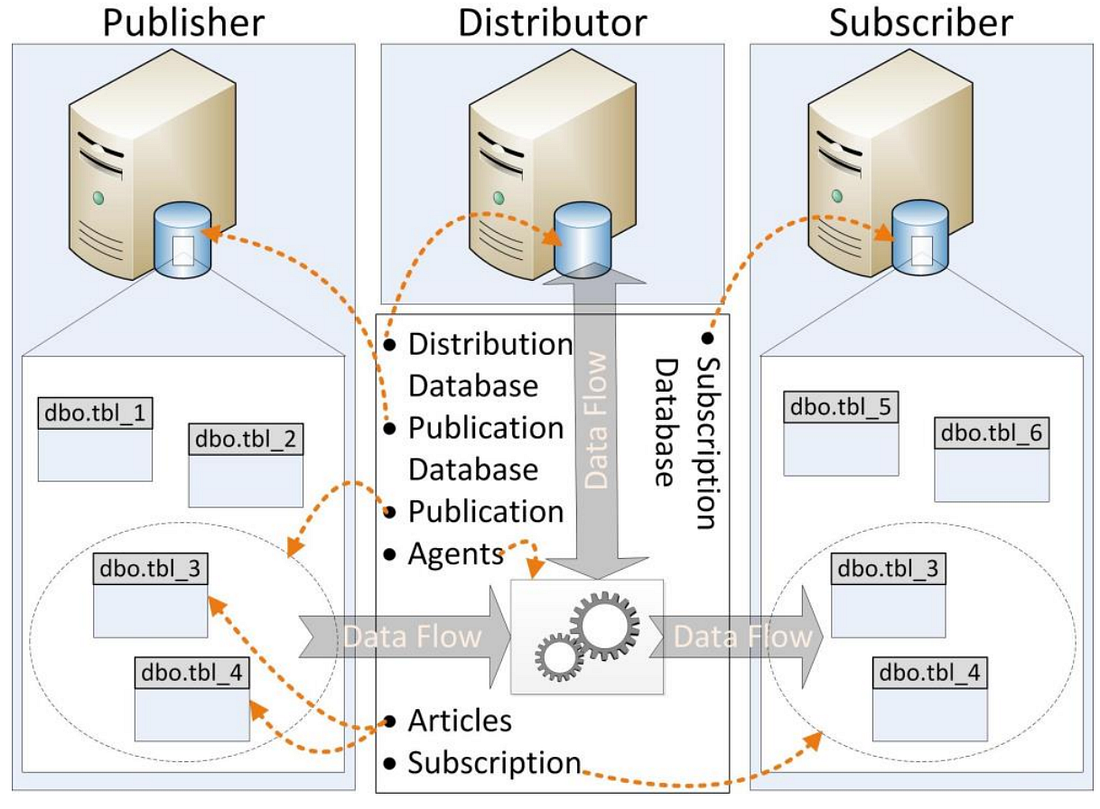 Publisher
Distributor
Subscriber
dbo.tbl_1
dbo.tbl_2
dbo.tbl_3
dbo.tbl_4
• Distribution
Database
• Publication
Database
• Publication
• Agents
Data Flow
• Subscription
Database
Data Flow
Data Flow
• Articles
• Subscription
dbo.tbl_5
dbo.tbl_6
dbo.tbl_3
dbo.tbl_4